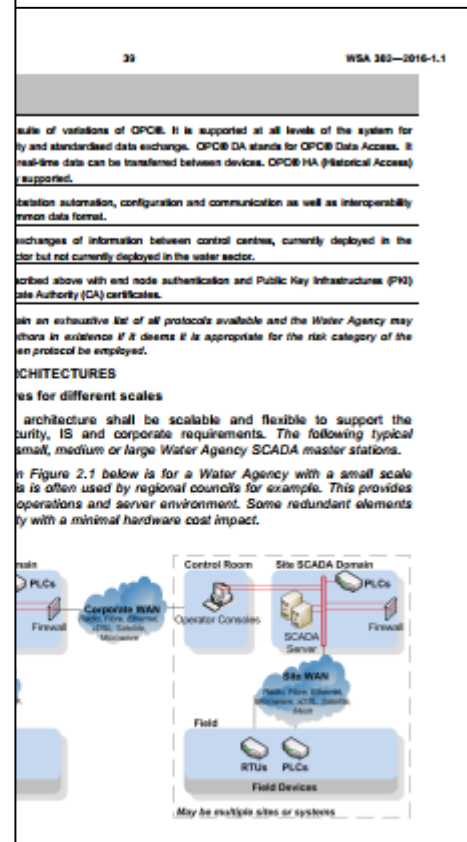 39 WSA 303—2016-1.1
suite of variations of OPC®. It is supported at all levels of the system for
ty and standardised data exchange. OPC® DA stands for OPC® Data Access. It
real-time data can be transferred between devices. OPC® HA (Historical Access)
supported.
bstation automation, configuration and communication as well as interoperability
mmon data format.
exchanges of information between control centres, currently deployed in the
ctor but not currently deployed in the water sector.
scribed above with end node authentication and Public Key Infrastructures (PKI)
cate Authority (CA) certificates.
ain an exhaustive list of all protocols available and the Water Agency may
thors in existence if it deems it is appropriate for the risk category of the
en protocol be employed.
RCHITECTURES
res for different scales
architecture shall be scalable and flexible to support the
curity, IS and corporate requirements. The following typical
small, medium or large Water Agency SCADA master stations.
n Figure 2.1 below is for a Water Agency with a small scale
is is often used by regional councils for example. This provides
operations and server environment. Some redundant elements
ty with a minimal hardware cost impact.
main Control Room Site SCADA Domain
PLCs PLCs
Corporate WAN
Radio, Fibre, Ethernet,
xDSL, Satellite,
Microwave
Firewall Operator Consoles Firewall
SCADA
Server
Site WAN
Radio, Fibre, Ethernet,
Microwave, xDSL, Satellite,
Mesh
Field
RTUs PLCs
Field Devices
May be multiple sites or systems